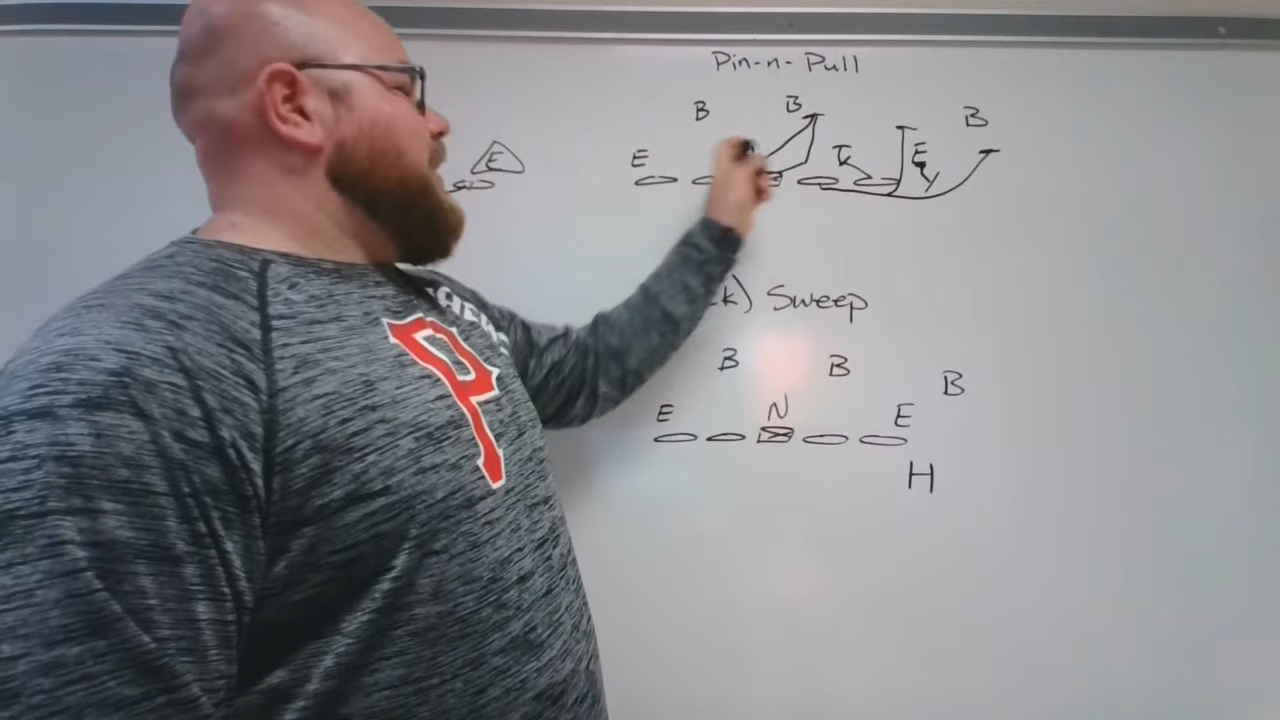 Pin-n-Pull
B B B
E E T E
Y
k) Sweep
B B B
E N E
H
P